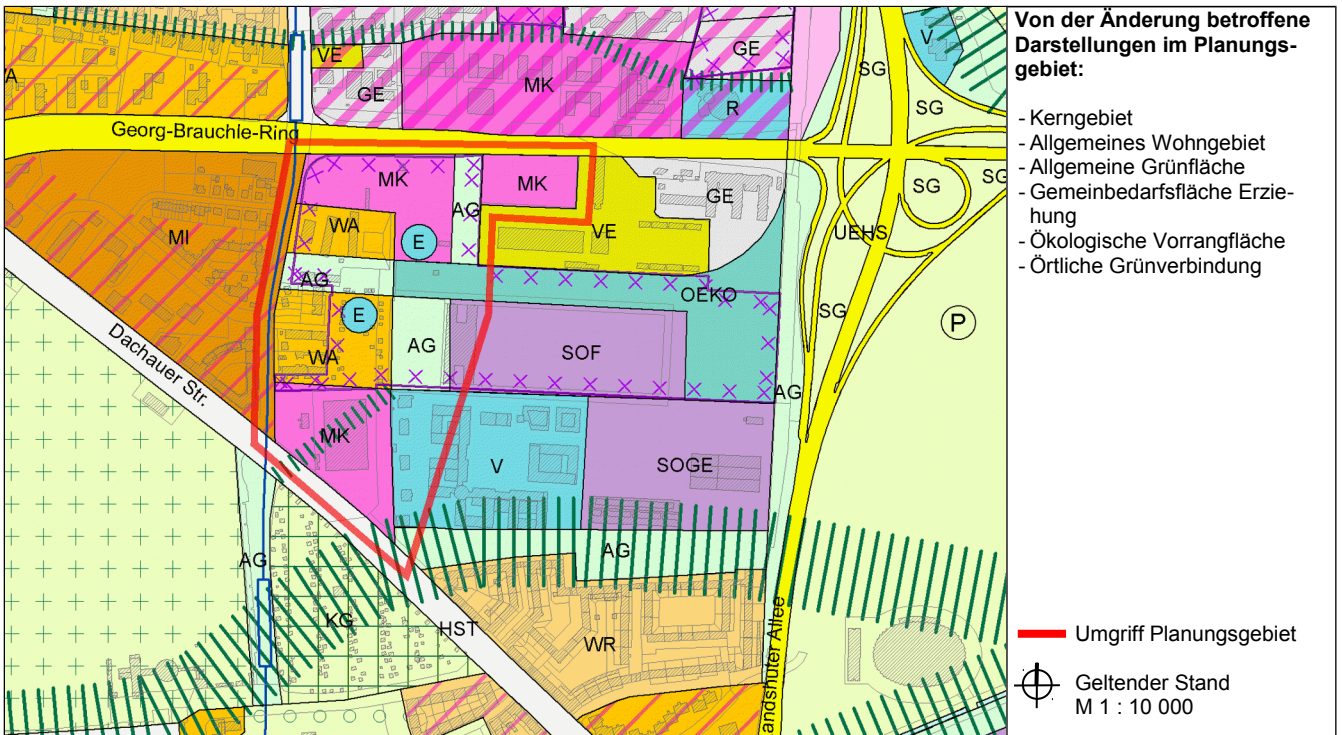 VE
GE
MK
GE
R
V
SG
SG
SG
SG
Georg-Brauchle-Ring
MK
AG
MK
GE
WA
E
VE
UEHS
MI
AG
OEKO
SG
P
E
WA
AG
SOF
Dachauer Str.
AG
MK
V
SOGE
AG
AG
KG
HST
WR
andshuter Allee
Von der Änderung betroffene
Darstellungen im Planungs-
gebiet:
- Kerngebiet
- Allgemeines Wohngebiet
- Allgemeine Grünfläche
- Gemeinbedarfsfläche Erzie-
hung
- Ökologische Vorrangfläche
- Örtliche Grünverbindung
Umgriff Planungsgebiet
Geltender Stand
M 1 : 10 000